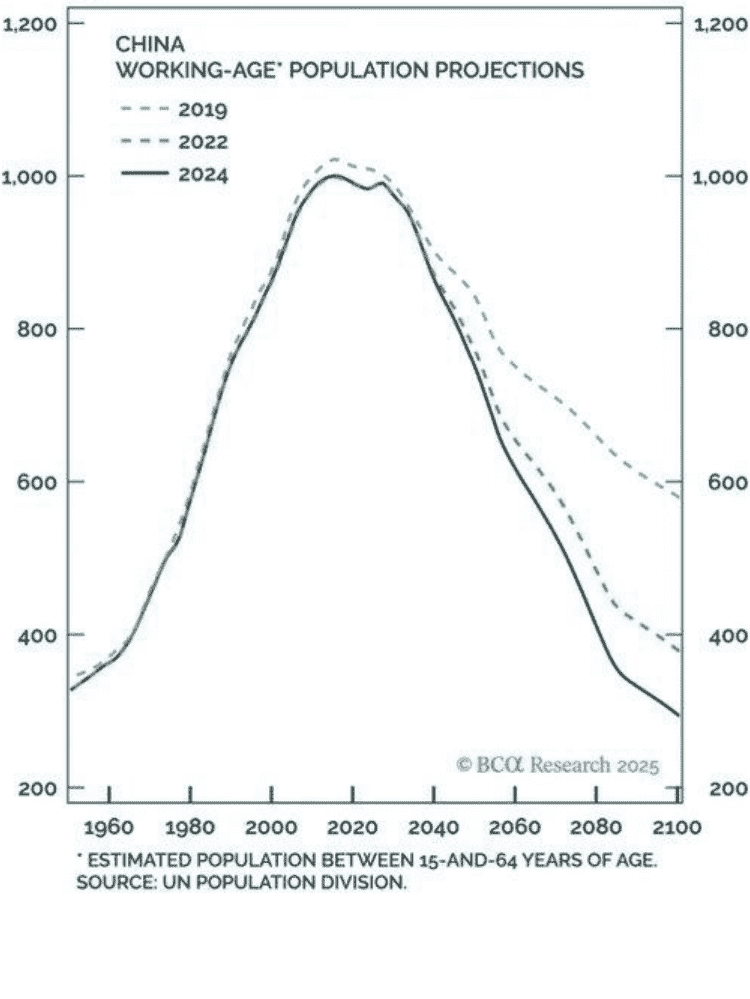 1,200 1,200
CHINA
WORKING-AGE* POPULATION PROJECTIONS
2019
2022
2024
1,000 1,000
800 800
600 600
400 400
© BCα Research 2025
200 200
1960 1980 2000 2020 2040 2060 2080 2100
* ESTIMATED POPULATION BETWEEN 15-AND-64 YEARS OF AGE.
SOURCE: UN POPULATION DIVISION.